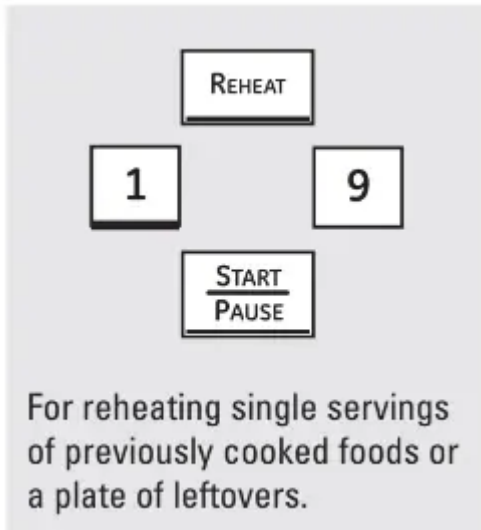 REHEAT
1 9
START
PAUSE
For reheating single servings
of previously cooked foods or
a plate of leftovers.